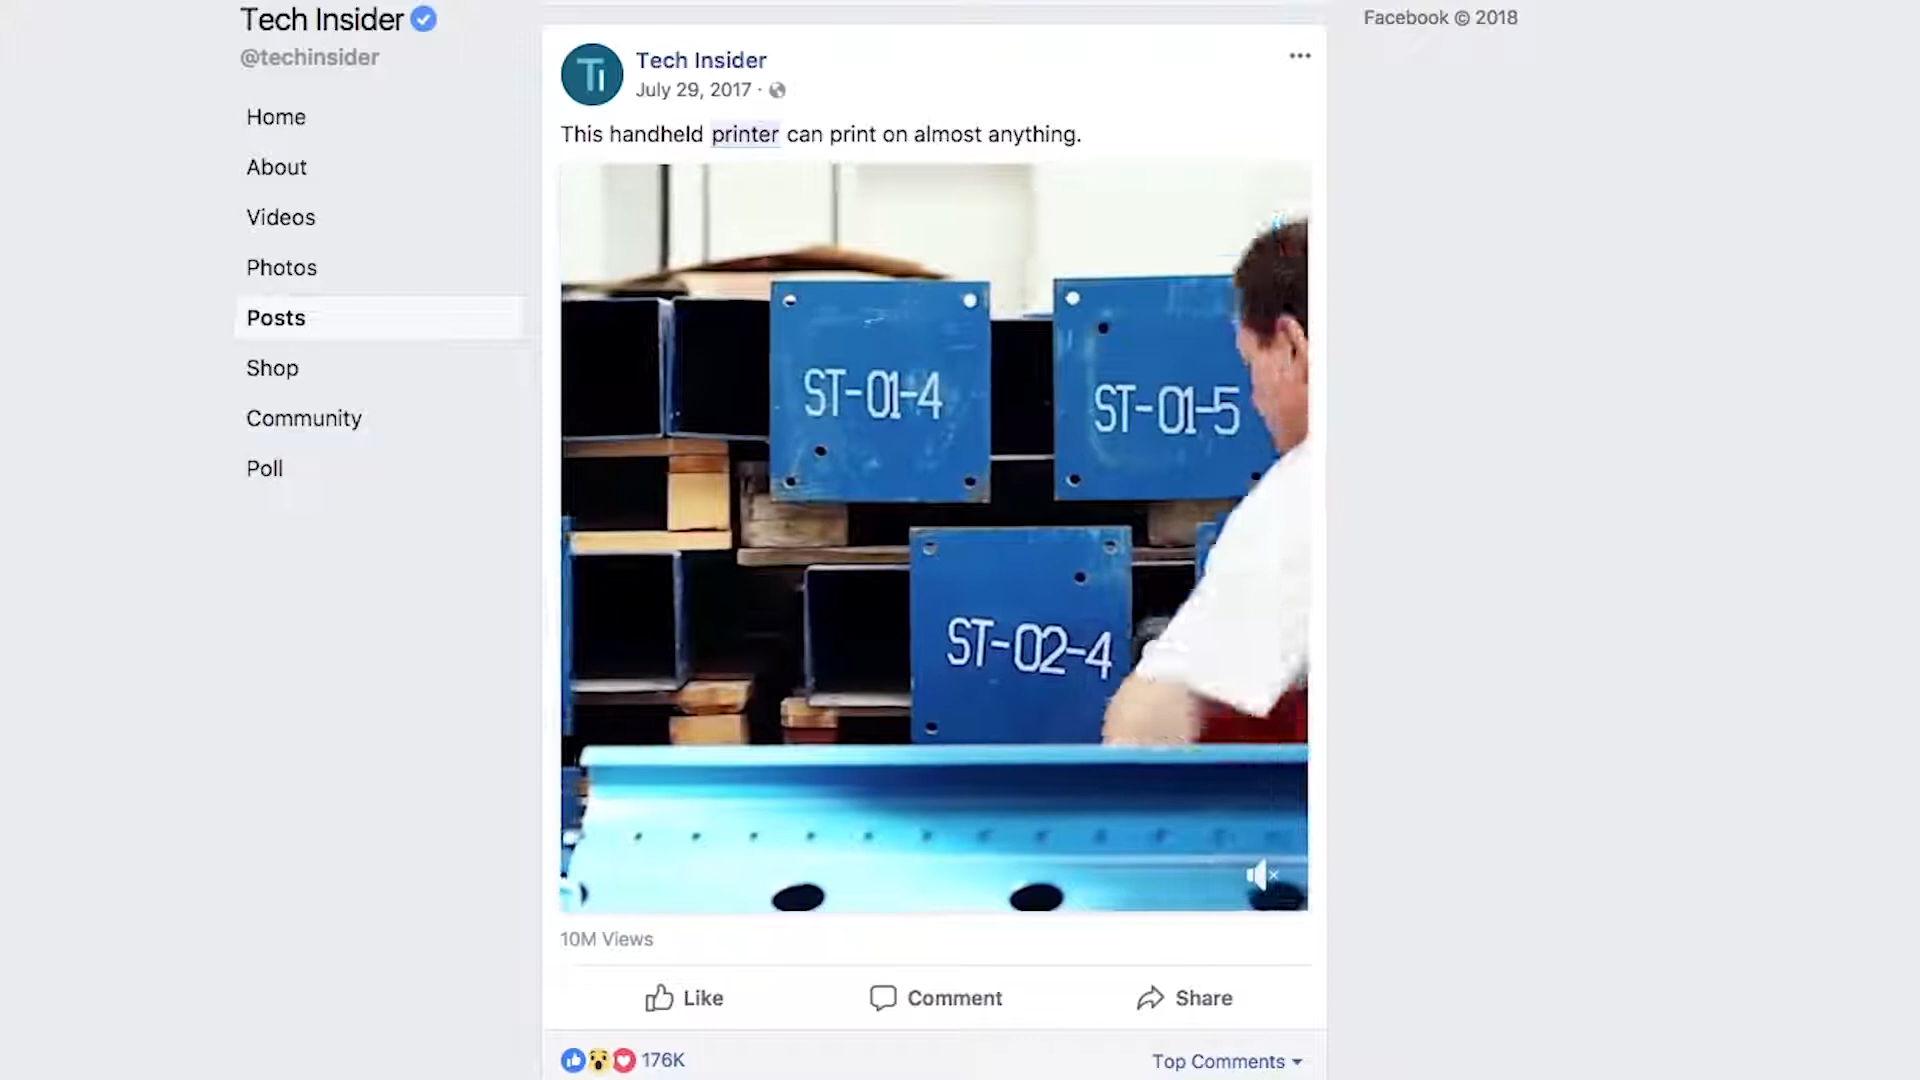 Tech Insider
@techinsider
Home
About
Videos
Photos
Posts
Shop
Community
Poll
TI
Tech Insider
July 29, 2017 ·
This handheld printer can print on almost anything.
ST-01-4
ST-01-5
ST-02-4
10M Views
Like
Comment
Share
176K
Top Comments
Facebook © 2018